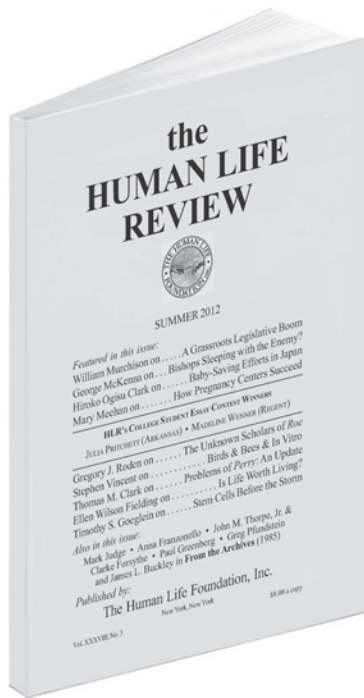 the
HUMAN LIFE
REVIEW
THE HUMAN LIFE
FOUNDATION, INC.
SUMMER 2012
Featured in this issue:
William Murchison on . . . . . A Grassroots Legislative Boom
George McKenna on . . . Bishops Sleeping with the Enemy?
Hiroko Ogisu Clark on . . . . . . Baby-Saving Efforts in Japan
Mary Meehan on . . . . . . . How Pregnancy Centers Succeed
HLR'S COLLEGE STUDENT ESSAY CONTEST WINNERS
JULIA PRITCHETT (ARKANSAS) • MADELINE WENNER (REGENT)
Gregory J. Roden on . . . . . . The Unknown Scholars of Roe
Stephen Vincent on . . . . . . . . . . . . Birds & Bees & In Vitro
Thomas M. Clark on . . . . . Problems of Perry: An Update
Ellen Wilson Fielding on . . . . . . . . . . Is Life Worth Living?
Timothy S. Goeglein on . . . . . . Stem Cells Before the Storm
Also in this issue:
Mark Judge • Anna Franzonello • John M. Thorpe, Jr. &
Clarke Forsythe • Paul Greenberg • Greg Pfundstein
and James L. Buckley in From the Archives (1985)
Published by:
The Human Life Foundation, Inc.
New York, New York
Vol. XXXVIII, No. 3
$8.00 a copy